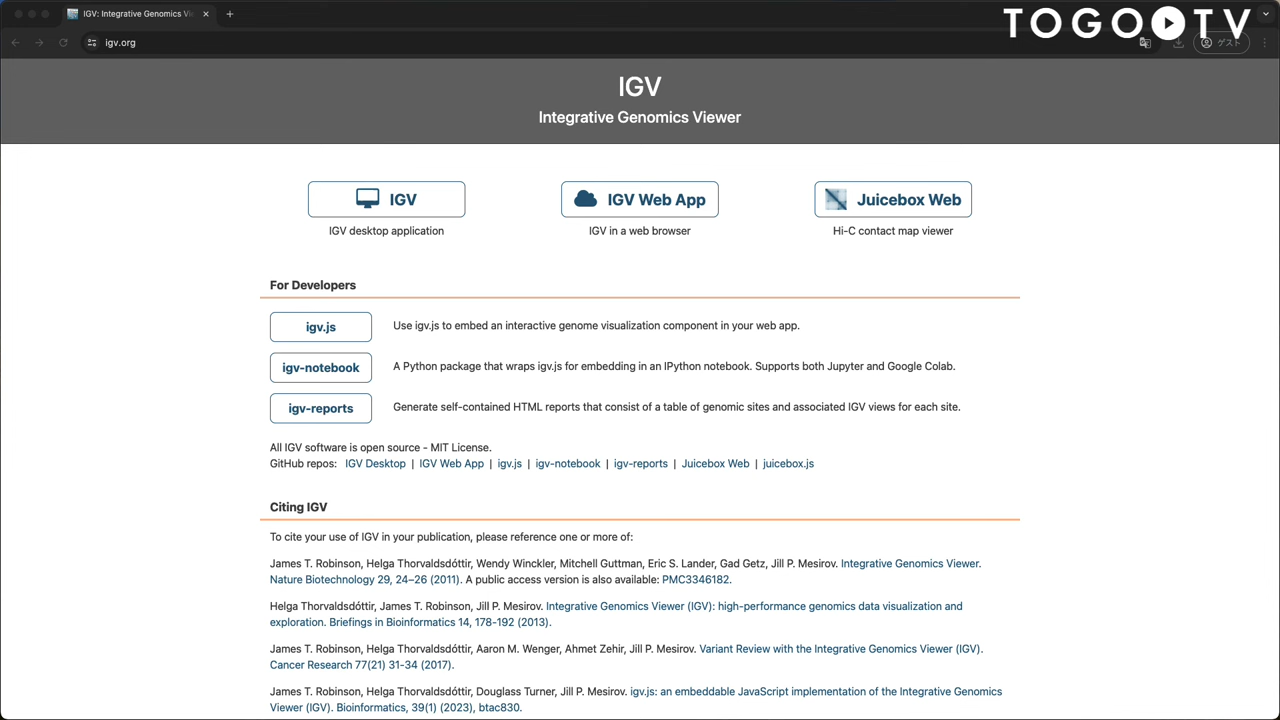 IGV: Integrative Genomics Vi
TOGO TV
igv.org
ゲスト
IGV
Integrative Genomics Viewer
IGV
IGV Web App
Juicebox Web
IGV desktop application
IGV in a web browser
Hi-C contact map viewer
For Developers
igv.js
Use igv.js to embed an interactive genome visualization component in your web app.
igv-notebook
A Python package that wraps igv.js for embedding in an IPython notebook. Supports both Jupyter and Google Colab.
igv-reports
Generate self-contained HTML reports that consist of a table of genomic sites and associated IGV views for each site.
All IGV software is open source - MIT License.
GitHub repos: IGV Desktop | IGV Web App | igv.js | igv-notebook | igv-reports | Juicebox Web | juicebox.js
Citing IGV
To cite your use of IGV in your publication, please reference one or more of:
James T. Robinson, Helga Thorvaldsdóttir, Wendy Winckler, Mitchell Guttman, Eric S. Lander, Gad Getz, Jill P. Mesirov. Integrative Genomics Viewer.
Nature Biotechnology 29, 24–26 (2011). A public access version is also available: PMC3346182.
Helga Thorvaldsdóttir, James T. Robinson, Jill P. Mesirov. Integrative Genomics Viewer (IGV): high-performance genomics data visualization and
exploration. Briefings in Bioinformatics 14, 178-192 (2013).
James T. Robinson, Helga Thorvaldsdóttir, Aaron M. Wenger, Ahmet Zehir, Jill P. Mesirov. Variant Review with the Integrative Genomics Viewer (IGV).
Cancer Research 77(21) 31-34 (2017).
James T. Robinson, Helga Thorvaldsdóttir, Douglass Turner, Jill P. Mesirov. igv.js: an embeddable JavaScript implementation of the Integrative Genomics
Viewer (IGV). Bioinformatics, 39(1) (2023), btac830.